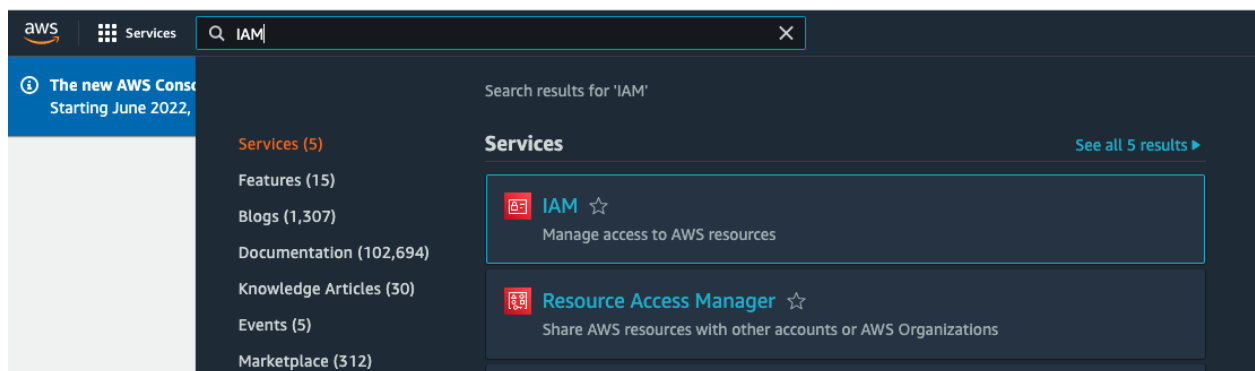 aws
Services
IAM
The new AWS Conso
Starting June 2022,
Search results for 'IAM'
Services (5)
Features (15)
Blogs (1,307)
Documentation (102,694)
Knowledge Articles (30)
Events (5)
Marketplace (312)
Services
See all 5 results
IAM
Manage access to AWS resources
Resource Access Manager
Share AWS resources with other accounts or AWS Organizations